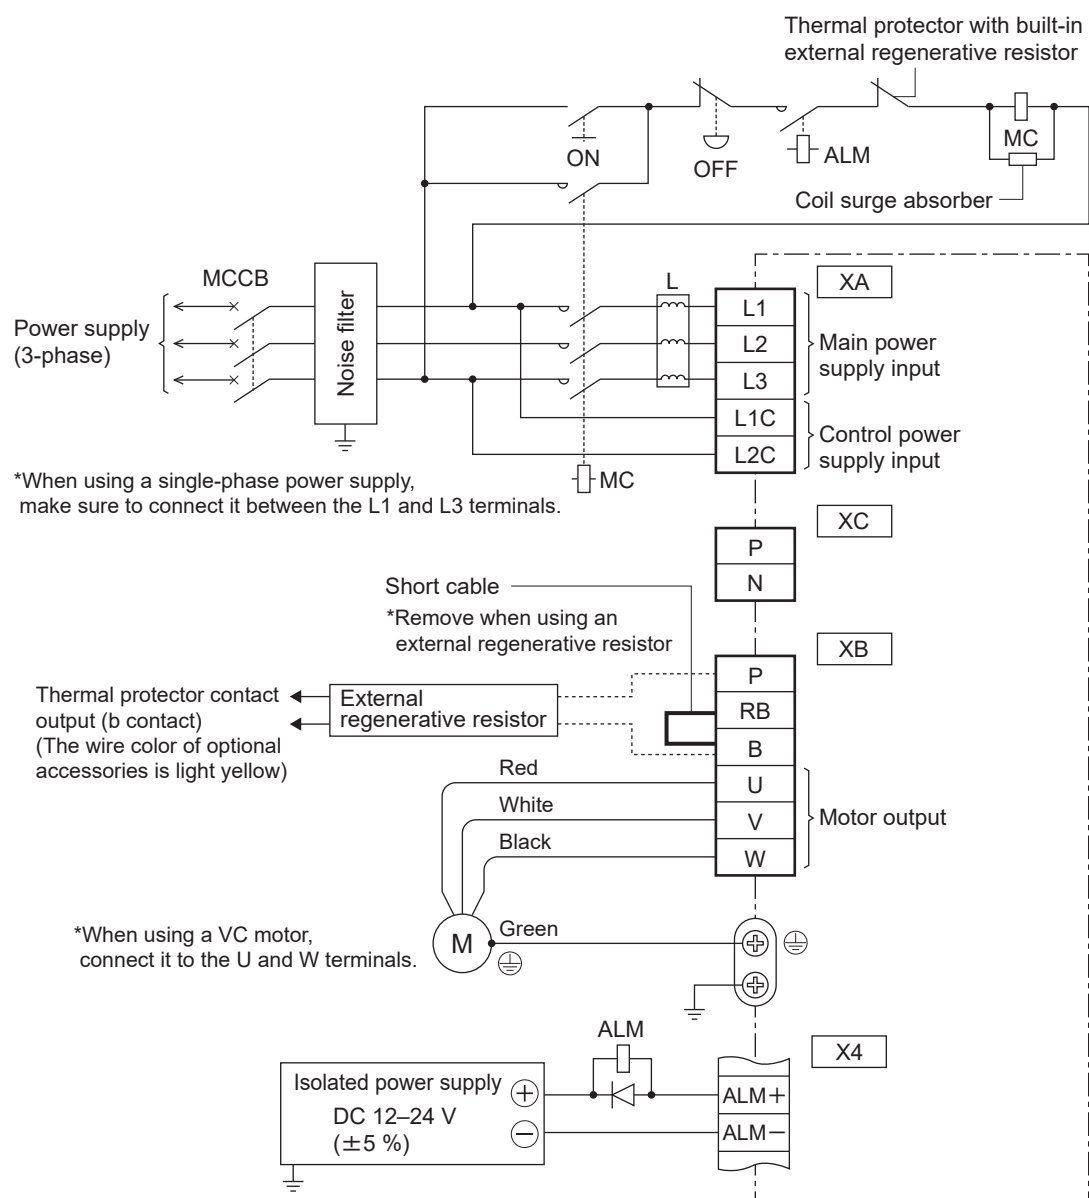 Thermal protector with built-in
external regenerative resistor
ON
OFF
ALM
MC
Coil surge absorber
MCCB
L
XA
Power supply
(3-phase)
Noise filter
L1
L2
L3
L1C
L2C
Main power
supply input
Control power
supply input
MC
*When using a single-phase power supply,
make sure to connect it between the L1 and L3 terminals.
XC
P
N
Short cable
*Remove when using an
external regenerative resistor
XB
Thermal protector contact
output (b contact)
(The wire color of optional
accessories is light yellow)
External
regenerative resistor
P
RB
B
U
V
W
Red
White
Black
Motor output
M
Green
*When using a VC motor,
connect it to the U and W terminals.
ALM
X4
Isolated power supply
DC 12–24 V
(±5 %)
+
−
ALM+
ALM−